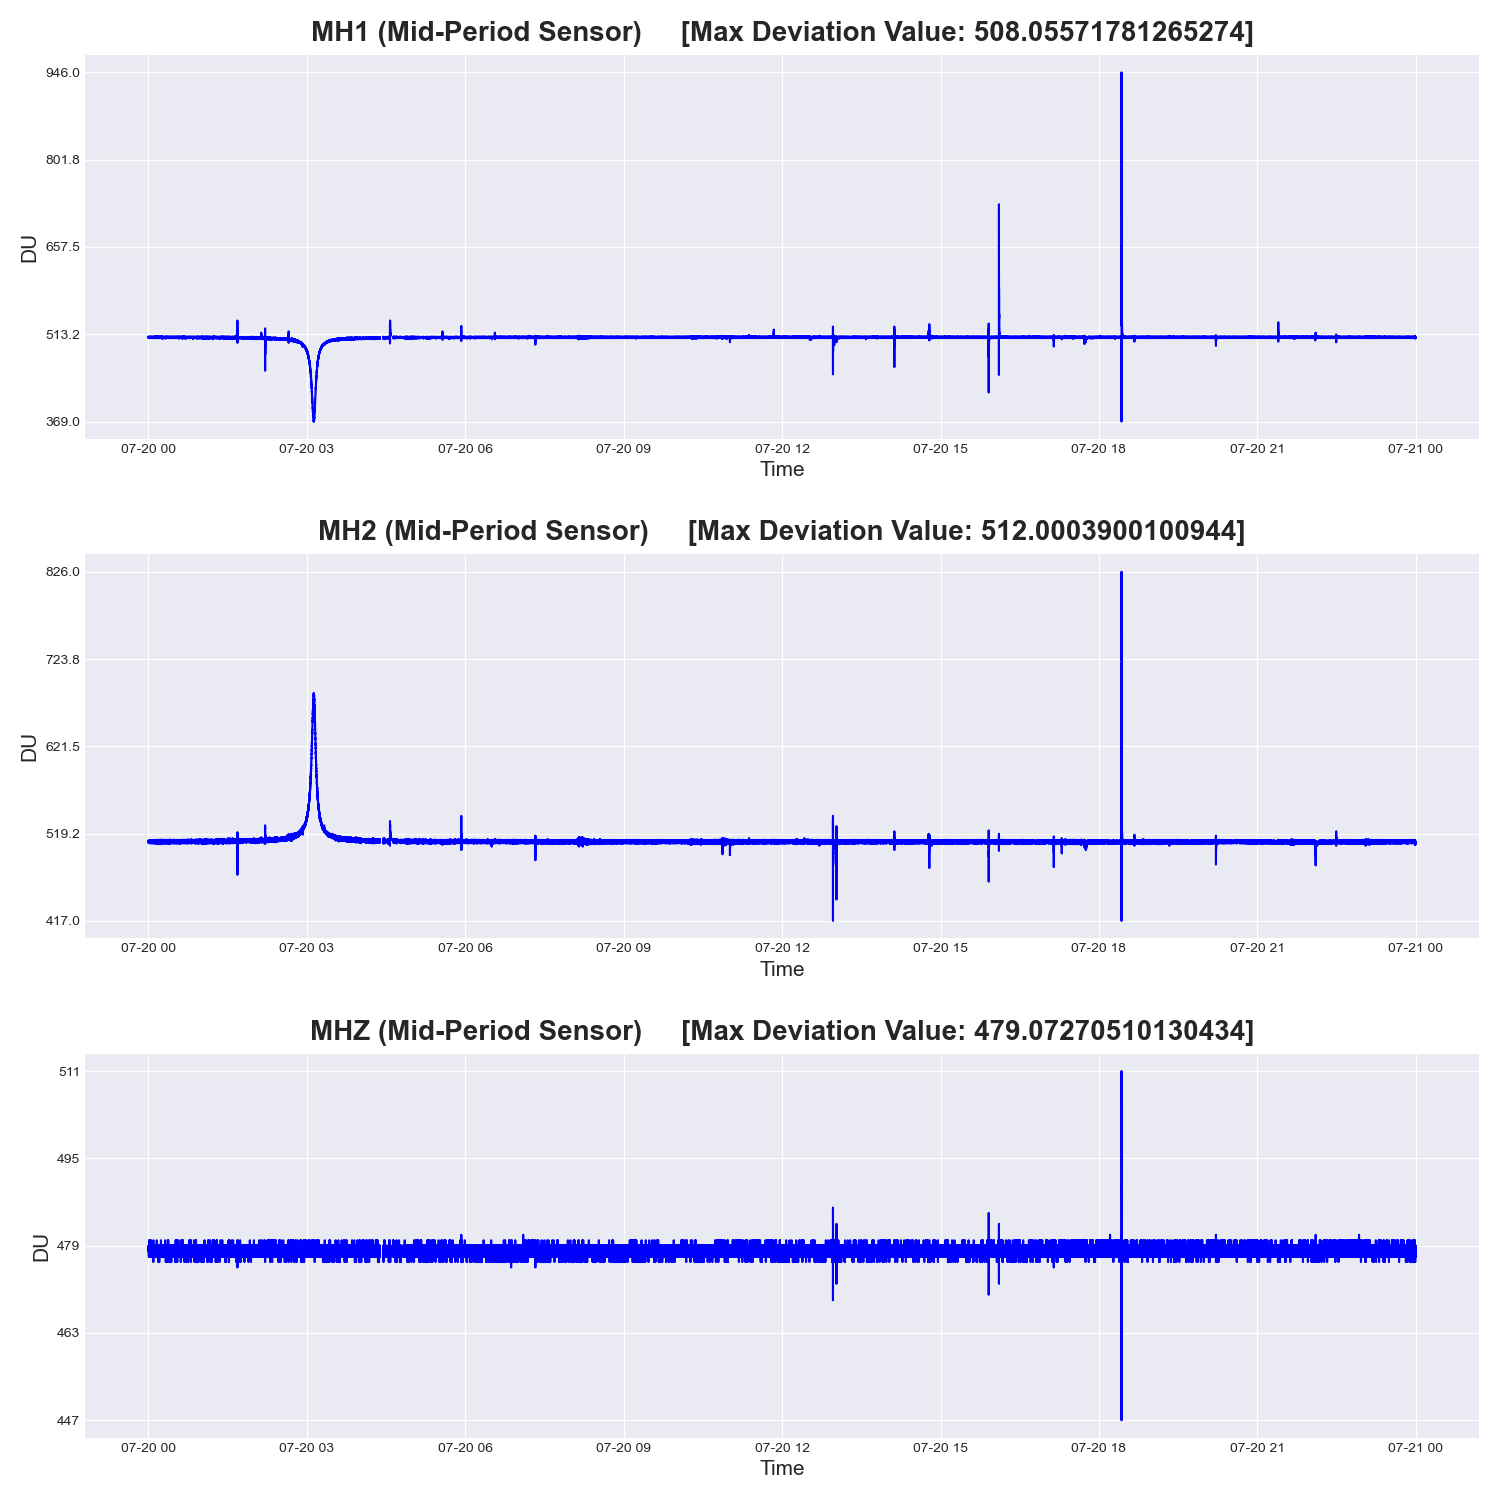 MH1 (Mid-Period Sensor) [Max Deviation Value: 508.05571781265274]
946.0
801.8
657.5
513.2
369.0
DU
07-20 00 07-20 03 07-20 06 07-20 09 07-20 12 07-20 15 07-20 18 07-20 21 07-21 00
Time
MH2 (Mid-Period Sensor) [Max Deviation Value: 512.0003900100944]
826.0
723.8
621.5
519.2
417.0
DU
07-20 00 07-20 03 07-20 06 07-20 09 07-20 12 07-20 15 07-20 18 07-20 21 07-21 00
Time
MHZ (Mid-Period Sensor) [Max Deviation Value: 479.07270510130434]
511
495
479
463
447
DU
07-20 00 07-20 03 07-20 06 07-20 09 07-20 12 07-20 15 07-20 18 07-20 21 07-21 00
Time